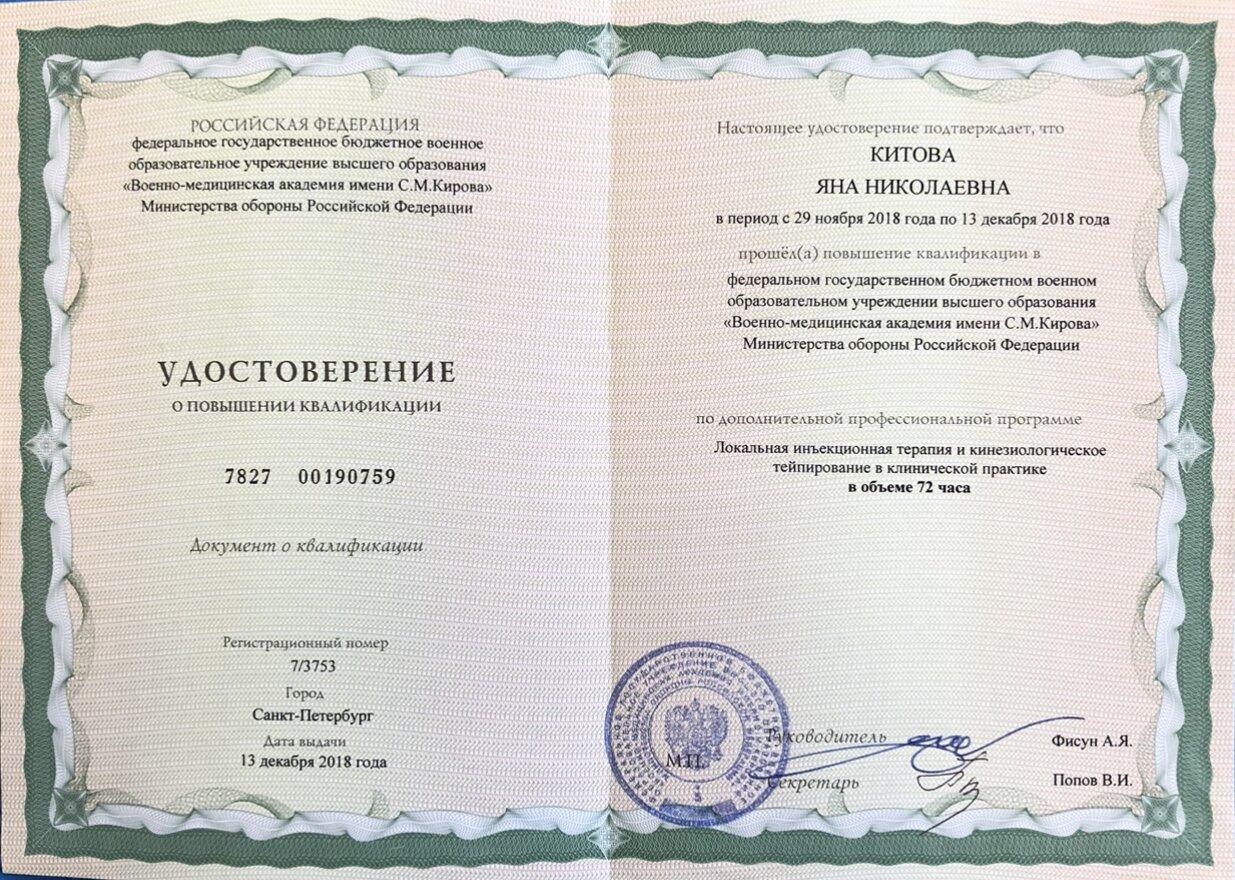 РОССИЙСКАЯ ФЕДЕРАЦИЯ
федеральное государственное бюджетное военное
образовательное учреждение высшего образования
«Военно-медицинская академия имени С.М.Кирова»
Министерства обороны Российской Федерации
УДОСТОВЕРЕНИЕ
О ПОВЫШЕНИИ КВАЛИФИКАЦИИ
7827 00190759
Документ о квалификации
Регистрационный номер
7/3753
Город
Санкт-Петербург
Дата выдачи
13 декабря 2018 года
Настоящее удостоверение подтверждает, что
КИТОВА
ЯНА НИКОЛАЕВНА
в период с 29 ноября 2018 года по 13 декабря 2018 года
прошёл(а) повышение квалификации в
федеральном государственном бюджетном военном
образовательном учреждении высшего образования
«Военно-медицинская академия имени С.М.Кирова»
Министерства обороны Российской Федерации
по дополнительной профессиональной программе
Локальная инъекционная терапия и кинезиологическое
тейпирование в клинической практике
в объеме 72 часа
Руководитель
Фисун А.Я.
М.П.
Секретарь
Попов В.И.